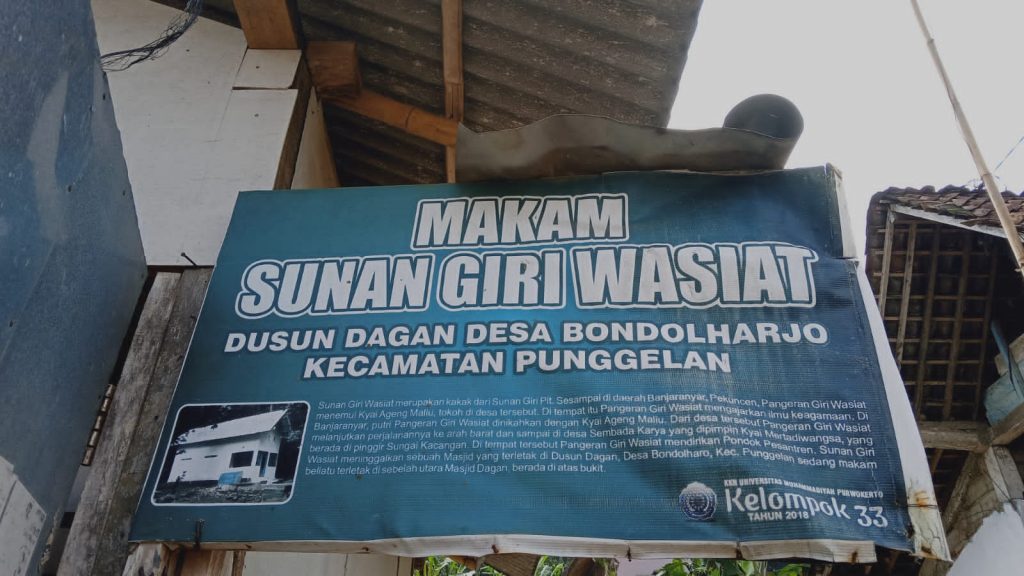 MAKAM
SUNAN GIRI WASIAT
DUSUN DAGAN DESA BONDOLHARJO
KECAMATAN PUNGGELAN
Sunan Giri Wasiat merupakan kakak dari Sunan Giri Pit. Sesampai di daerah Banjaranyar, Pekuncen, Pangeran Giri Wasiat
menemui Kyai Ageng Maliu, tokoh di desa tersebut. Di tempat itu Pangeran Giri Wasiat mengajarkan ilmu keagamaan. Di
Banjaranyar, putri Pangeran Giri Wasiat dinikahkan dengan Kyai Ageng Maliu. Dari desa tersebut Pangeran Giri Wasiat
melanjutkan perjalanannya ke arah barat dan sampai di desa Sembada Karya yang dipimpin Kyai Mertadiwangsa, yang
berada di pinggir Sungai Kacangan. Di tempat tersebut Pangeran Giri Wasiat mendirikan Pondok Pesantren. Sunan Giri
Wasiat meninggalkan sebuah Masjid yang terletak di Dusun Dagan, Desa Bondolharo, Kec. Punggelan sedang makam
beliatu terletak di sebelah utara Masjid Dagan, berada di atas bukit.
KKN UNIVERSITAS MUHAMMADIYAH PURWOKERTO
Kelompok 33
TAHUN 2018